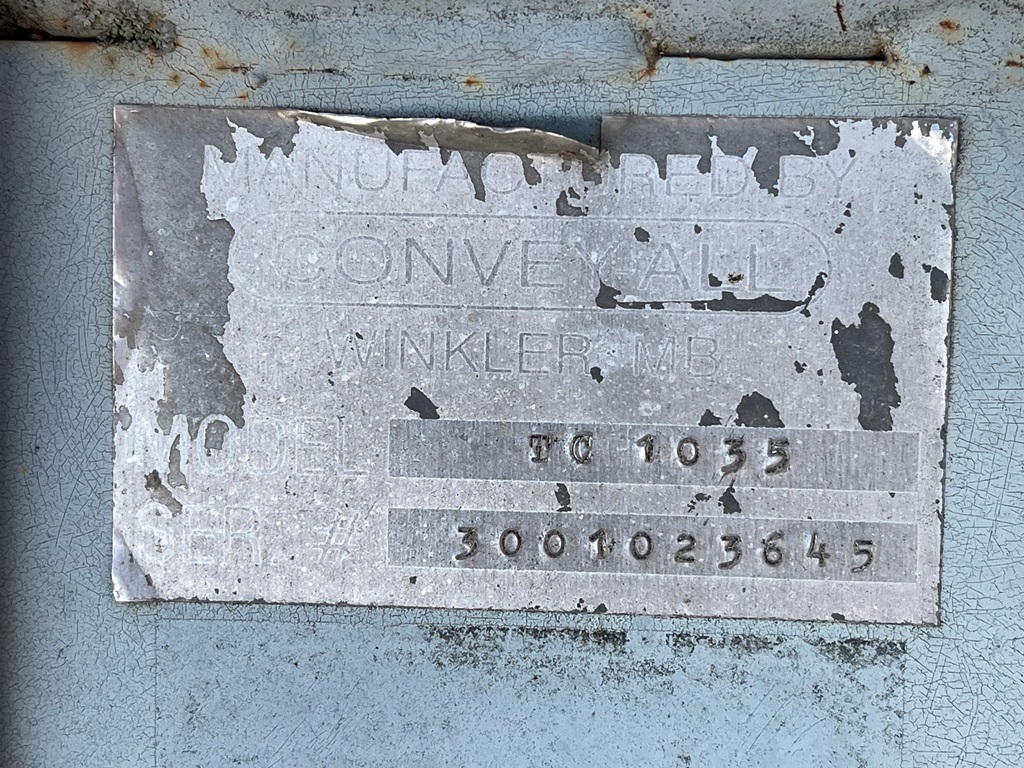 MANUFACTURED BY
CONVEY-ALL
WINKLER, MB
MODEL TC 1035
SER. # 3001023645